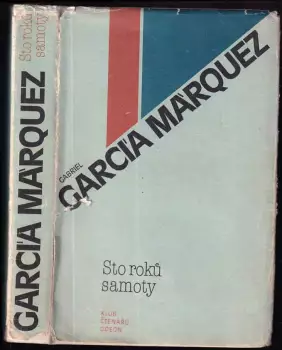 GARCÍA MÁRQUEZ
Sto roků
samoty
GABRIEL
GARCÍA MÁRQUEZ
Sto roků
samoty
KLUB
ČTENÁŘŮ
ODEON